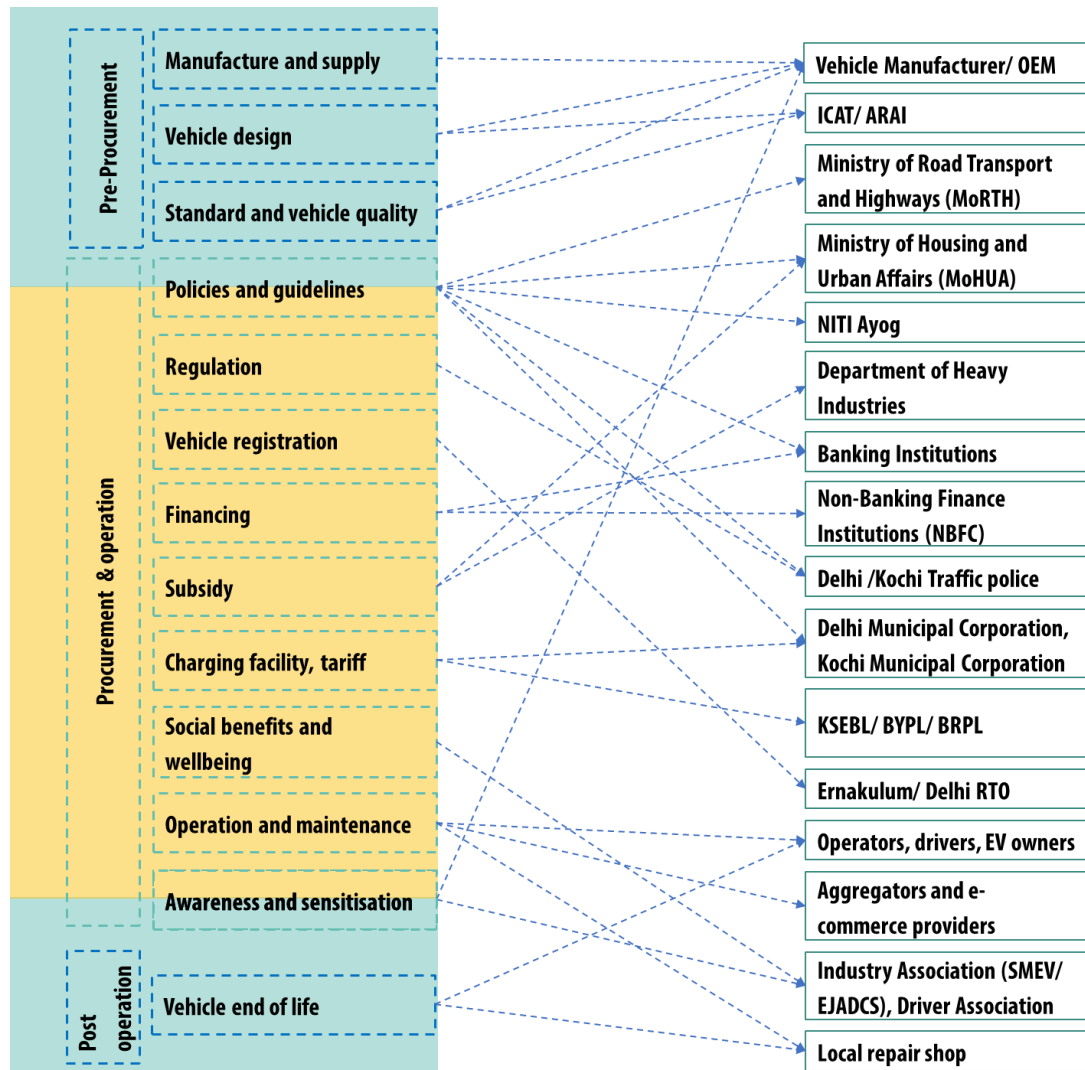 Pre-Procurement
Manufacture and supply
Vehicle design
Standard and vehicle quality
Procurement & operation
Policies and guidelines
Regulation
Vehicle registration
Financing
Subsidy
Charging facility, tariff
Social benefits and
wellbeing
Operation and maintenance
Awareness and sensitisation
Post
operation
Vehicle end of life
Vehicle Manufacturer/ OEM
ICAT/ ARAI
Ministry of Road Transport
and Highways (MoRTH)
Ministry of Housing and
Urban Affairs (MoHUA)
NITI Ayog
Department of Heavy
Industries
Banking Institutions
Non-Banking Finance
Institutions (NBFC)
Delhi /Kochi Traffic police
Delhi Municipal Corporation,
Kochi Municipal Corporation
KSEBL/ BYPL/ BRPL
Ernakulum/ Delhi RTO
Operators, drivers, EV owners
Aggregators and e-
commerce providers
Industry Association (SMEV/
EJADCS), Driver Association
Local repair shop